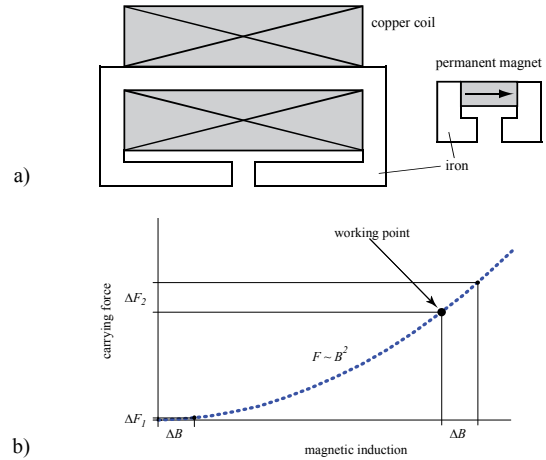 copper coil
permanent magnet
iron
a)
working point
carrying force
ΔF2
F ~ B²
ΔF1
ΔB
ΔB
magnetic induction
b)